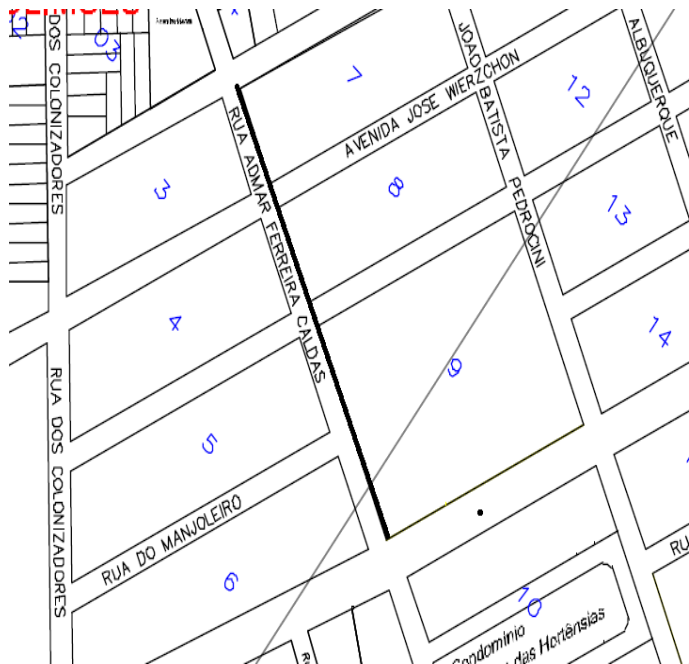 DOS COLONIZADORES
03
7
JOAO BATISTA PEDROCINI
ALBUQUERQUE
12
AVENIDA JOSE WIERZCHON
RUA ADMAR FERREIRA CALDAS
3
8
13
4
14
9
RUA DOS COLONIZADORES
5
RUA DO MANJOLEIRO
6
10
RU
R
Condominio
das Hortênsias